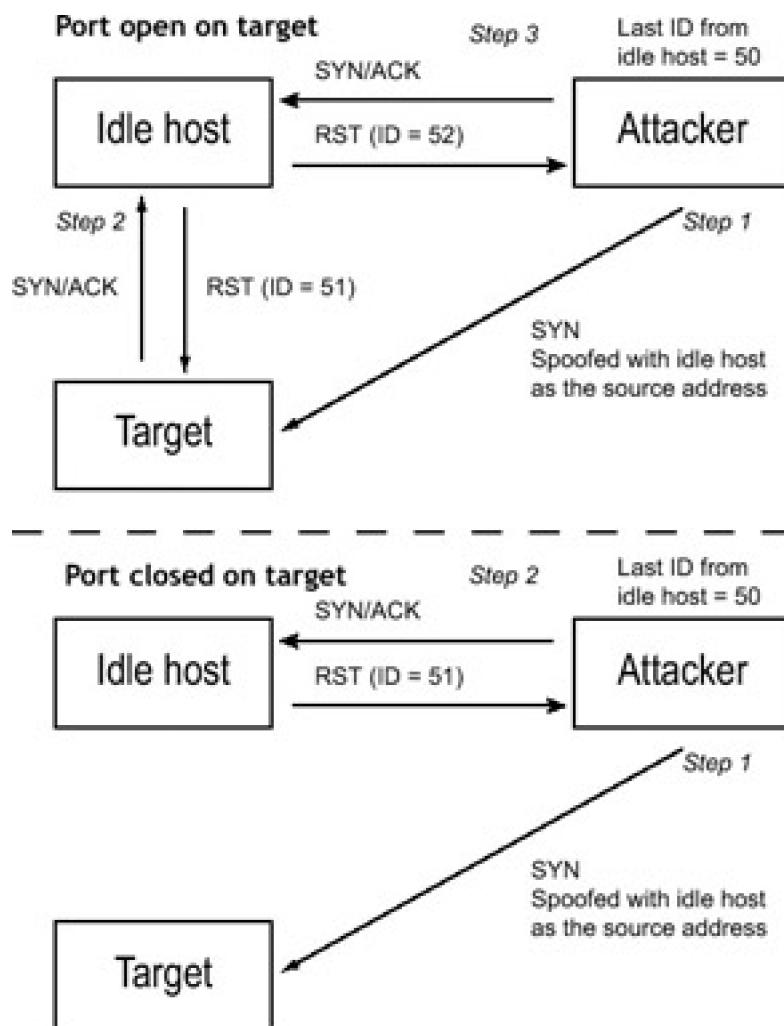 Port open on target
Step 3
Last ID from
idle host = 50
SYN/ACK
Idle host
RST (ID = 52)
Attacker
Step 2
Step 1
SYN/ACK
RST (ID = 51)
SYN
Spoofed with idle host
as the source address
Target
Port closed on target
Step 2
Last ID from
idle host = 50
SYN/ACK
Idle host
RST (ID = 51)
Attacker
Step 1
SYN
Spoofed with idle host
as the source address
Target